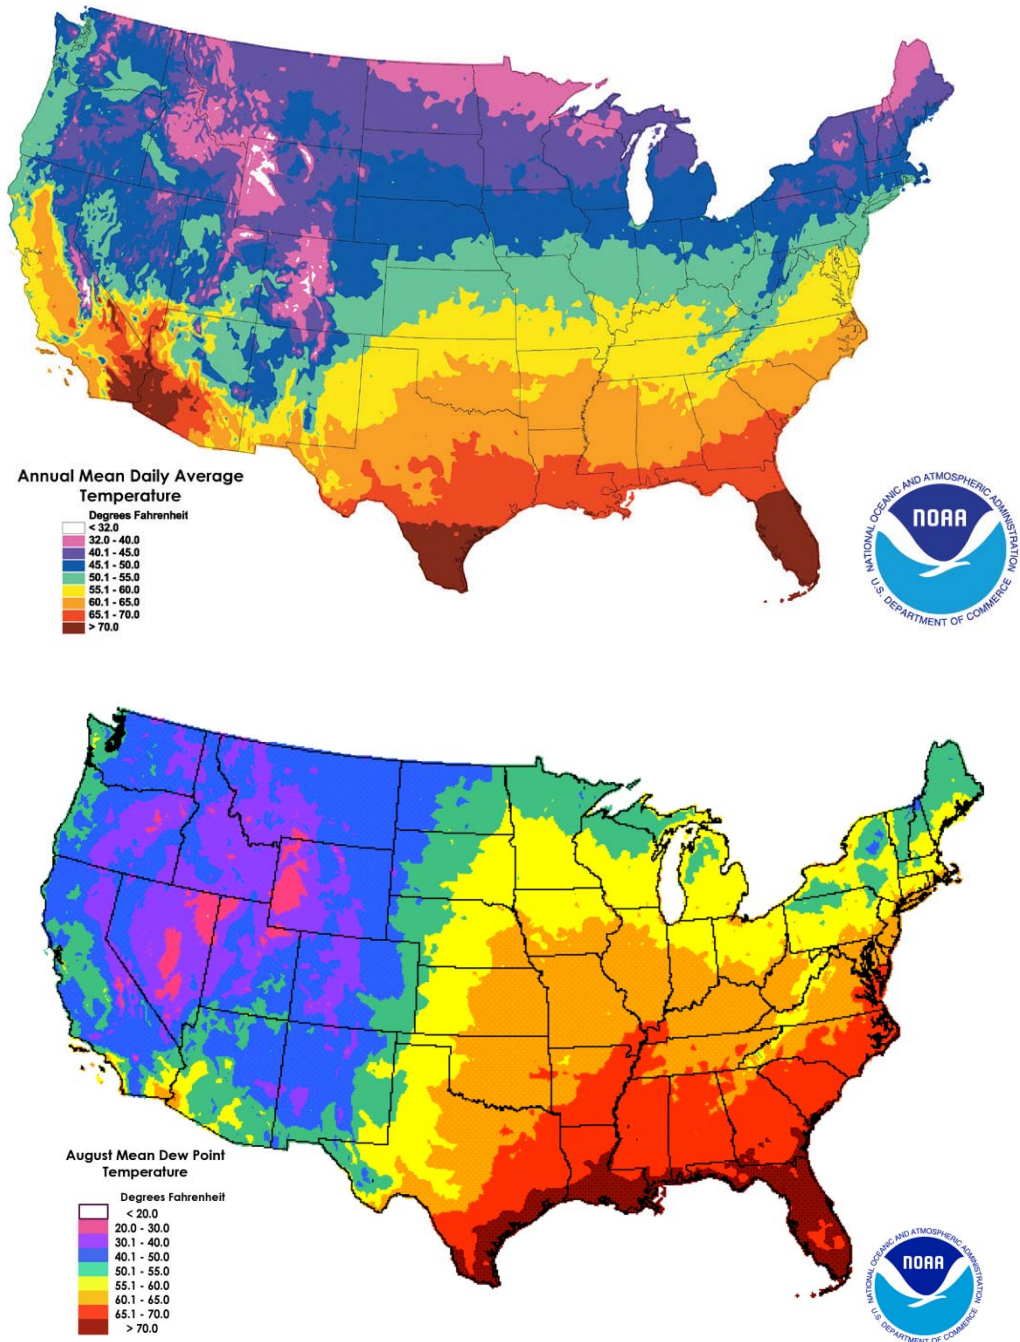 Annual Mean Daily Average
Temperature
Degrees Fahrenheit
< 32.0
32.0 - 40.0
40.1 - 45.0
45.1 - 50.0
50.1 - 55.0
55.1 - 60.0
60.1 - 65.0
65.1 - 70.0
> 70.0
NATIONAL OCEANIC AND ATMOSPHERIC ADMINISTRATION
NOAA
U.S. DEPARTMENT OF COMMERCE
August Mean Dew Point
Temperature
Degrees Fahrenheit
< 20.0
20.0 - 30.0
30.1 - 40.0
40.1 - 50.0
50.1 - 55.0
55.1 - 60.0
60.1 - 65.0
65.1 - 70.0
> 70.0
NATIONAL OCEANIC AND ATMOSPHERIC ADMINISTRATION
NOAA
U.S. DEPARTMENT OF COMMERCE